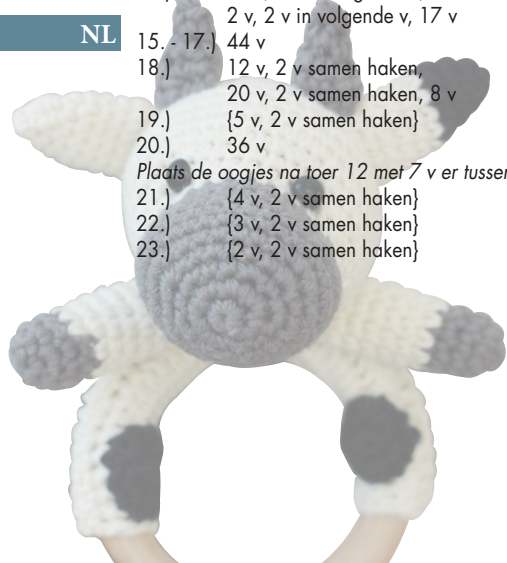 NL
2 v, 2 v in volgende v, 17 v
15. - 17.) 44 v
18.) 12 v, 2 v samen haken,
20 v, 2 v samen haken, 8 v
19.) {5 v, 2 v samen haken}
20.) 36 v
Plaats de oogjes na toer 12 met 7 v er tussen
21.) {4 v, 2 v samen haken}
22.) {3 v, 2 v samen haken}
23.) {2 v, 2 v samen haken}